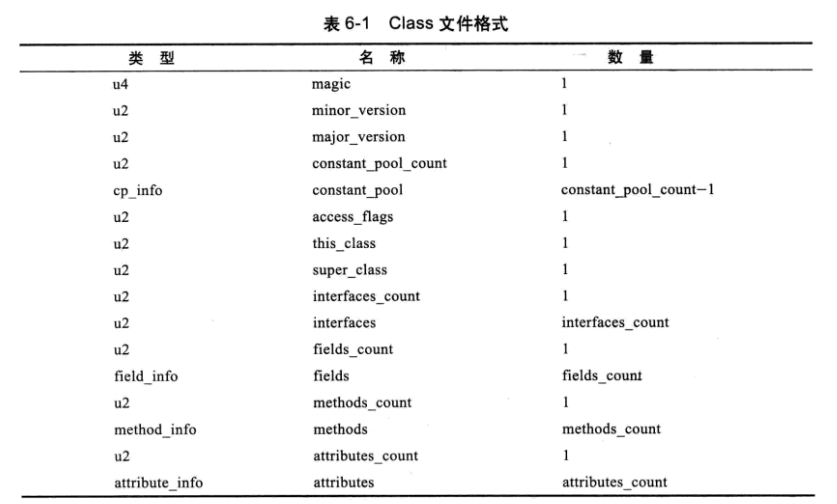 表 6-1 Class 文件格式
类 型 名 称 数 量
u4 magic 1
u2 minor_version 1
u2 major_version 1
u2 constant_pool_count 1
cp_info constant_pool constant_pool_count−1
u2 access_flags 1
u2 this_class 1
u2 super_class 1
u2 interfaces_count 1
u2 interfaces interfaces_count
u2 fields_count 1
field_info fields fields_count
u2 methods_count 1
method_info methods methods_count
u2 attributes_count 1
attribute_info attributes attributes_count